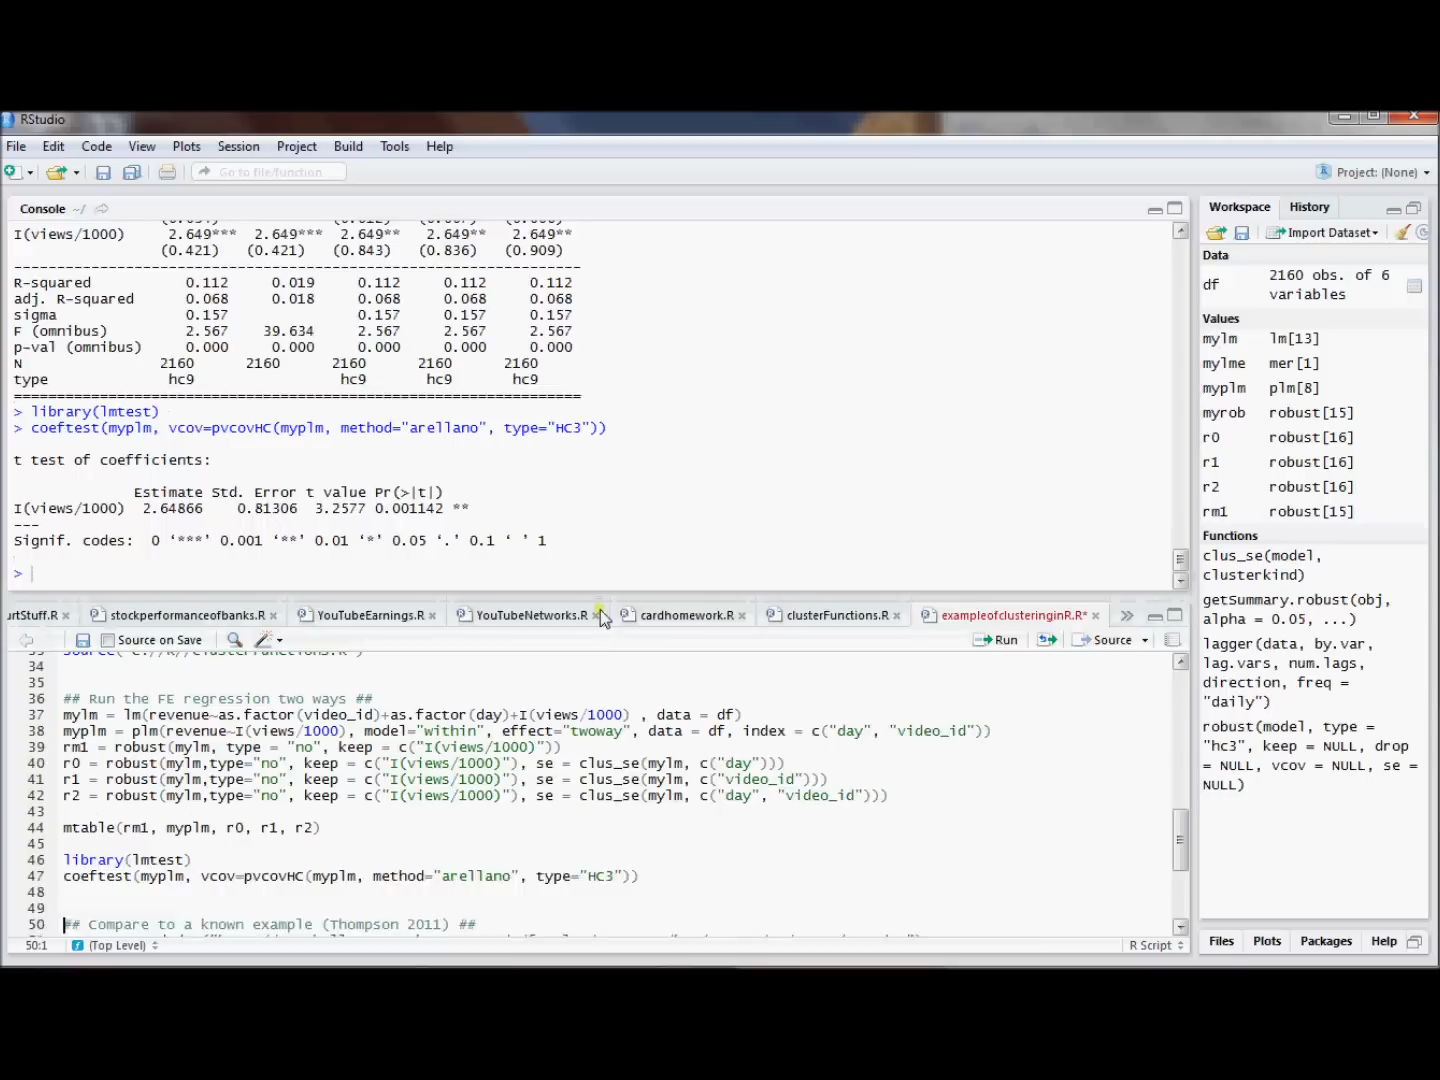 RStudio
File Edit Code View Plots Session Project Build Tools Help
Go to file/function
Project: (None)
Console ~/
I(views/1000) 2.649*** 2.649*** 2.649** 2.649** 2.649**
(0.421) (0.421) (0.843) (0.836) (0.909)
----------------------------------------------------------------------
R-squared 0.112 0.019 0.112 0.112 0.112
adj. R-squared 0.068 0.018 0.068 0.068 0.068
sigma 0.157 0.157 0.157 0.157
F (omnibus) 2.567 39.634 2.567 2.567 2.567
p-val (omnibus) 0.000 0.000 0.000 0.000 0.000
N 2160 2160 2160 2160 2160
type hc9 hc9 hc9 hc9
======================================================================
> library(lmtest)
> coeftest(myplm, vcov=pvcovHC(myplm, method="arellano", type="HC3"))
t test of coefficients:
Estimate Std. Error t value Pr(>|t|)
I(views/1000) 2.64866 0.81306 3.2577 0.001142 **
---
Signif. codes: 0 ‘***’ 0.001 ‘**’ 0.01 ‘*’ 0.05 ‘.’ 0.1 ‘ ’ 1
>
urtStuff.R stockperformanceofbanks.R YouTubeEarnings.R YouTubeNetworks.R cardhomework.R clusterFunctions.R exampleofclusteringinR.R*
Source on Save Run Source
34
35
36 ## Run the FE regression two ways ##
37 mylm = lm(revenue~as.factor(video_id)+as.factor(day)+I(views/1000) , data = df)
38 myplm = plm(revenue~I(views/1000), model="within", effect="twoway", data = df, index = c("day", "video_id"))
39 rm1 = robust(mylm, type = "no", keep = c("I(views/1000)"))
40 r0 = robust(mylm,type="no", keep = c("I(views/1000)"), se = clus_se(mylm, c("day")))
41 r1 = robust(mylm,type="no", keep = c("I(views/1000)"), se = clus_se(mylm, c("video_id")))
42 r2 = robust(mylm,type="no", keep = c("I(views/1000)"), se = clus_se(mylm, c("day", "video_id")))
43
44 mtable(rm1, myplm, r0, r1, r2)
45
46 library(lmtest)
47 coeftest(myplm, vcov=pvcovHC(myplm, method="arellano", type="HC3"))
48
49
50 ## Compare to a known example (Thompson 2011) ##
50:1 (Top Level) R Script
Workspace History
Import Dataset
Data
df 2160 obs. of 6 variables
Values
mylm lm[13]
mylme mer[1]
myplm plm[8]
myrob robust[15]
r0 robust[16]
r1 robust[16]
r2 robust[16]
rm1 robust[15]
Functions
clus_se(model,
clusterkind)
getSummary.robust(obj,
alpha = 0.05, ...)
lagger(data, by.var,
lag.vars, num.lags,
direction, freq =
"daily")
robust(model, type =
"hc3", keep = NULL, drop
= NULL, vcov = NULL, se =
NULL)
Files Plots Packages Help